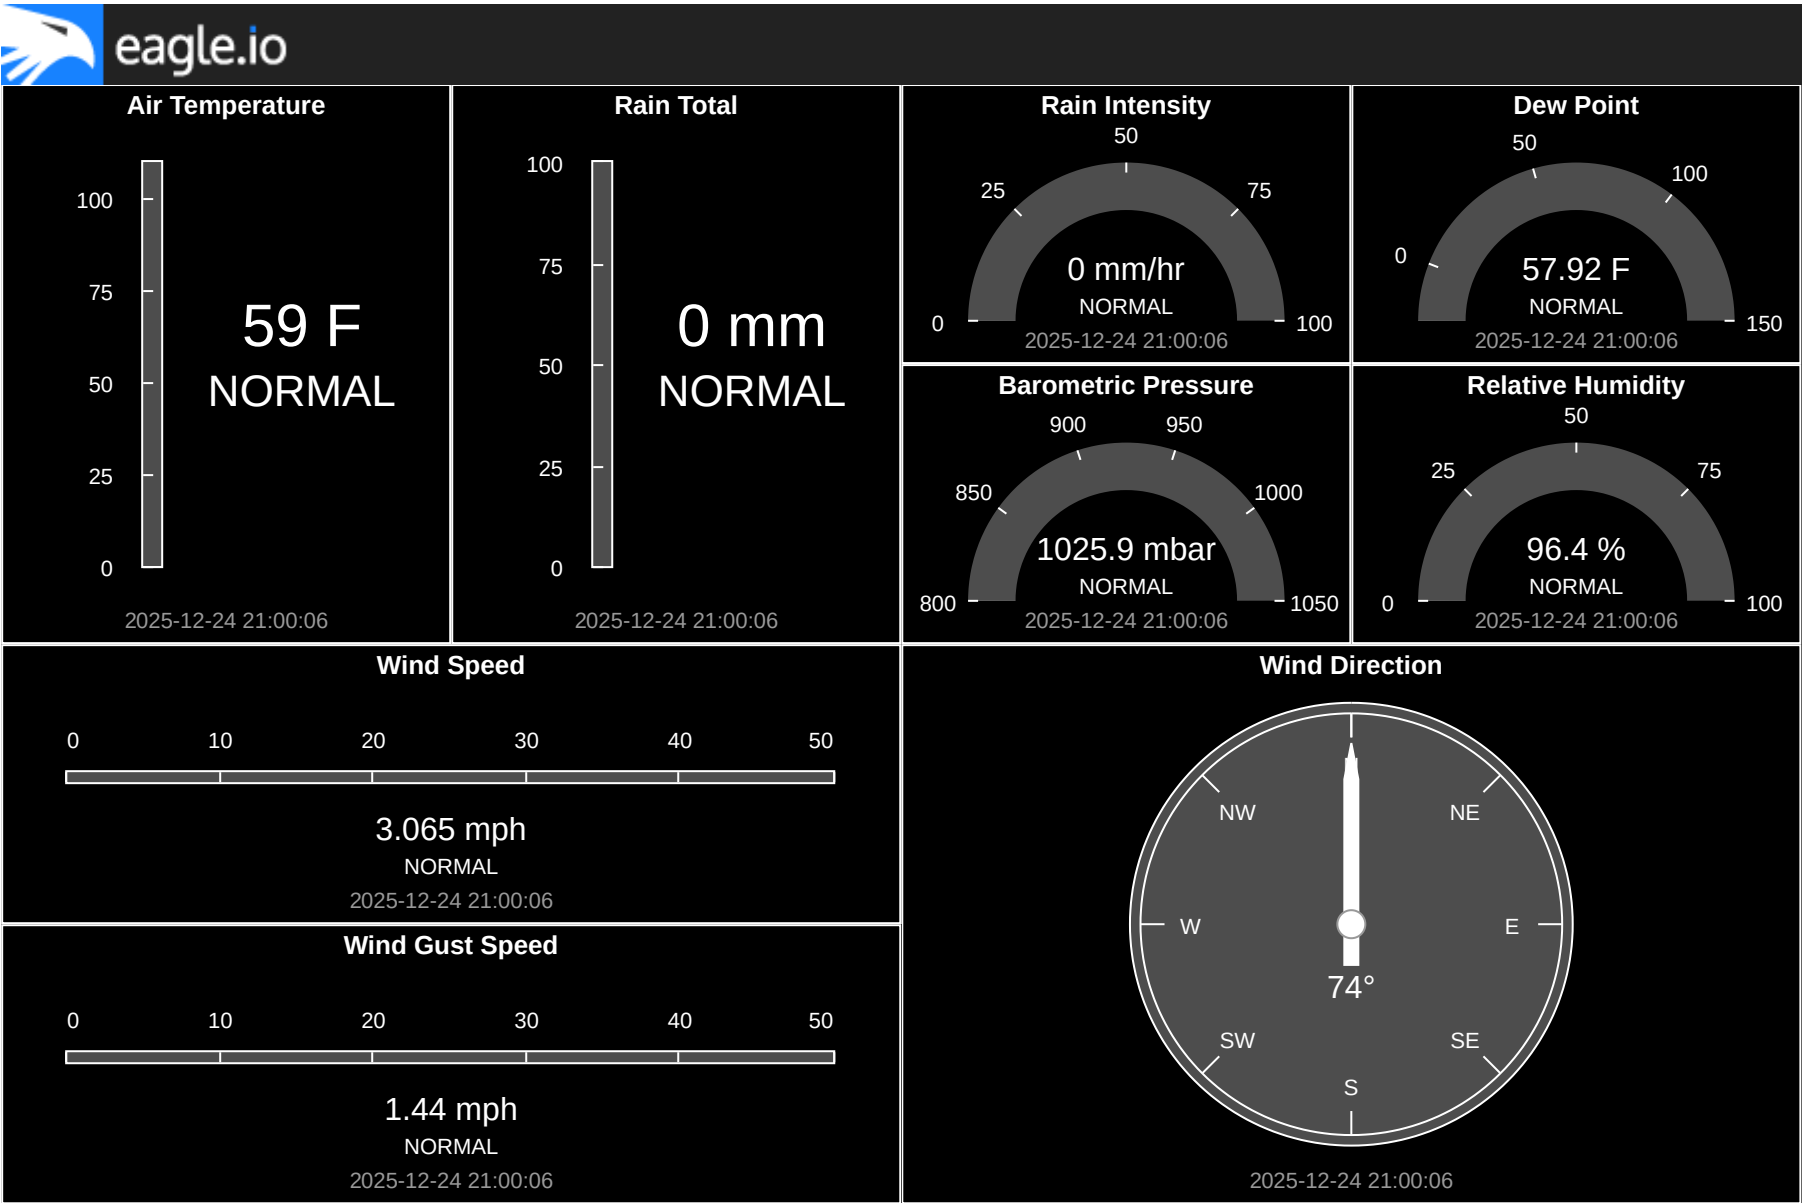 eagle.io
Air Temperature
100
75
50
25
0
59 F
NORMAL
2025-12-24 21:00:06
Rain Total
100
75
50
25
0
0 mm
NORMAL
2025-12-24 21:00:06
Rain Intensity
50
25
75
0
100
0 mm/hr
NORMAL
2025-12-24 21:00:06
Dew Point
50
100
0
150
57.92 F
NORMAL
2025-12-24 21:00:06
Barometric Pressure
900
950
850
1000
800
1050
1025.9 mbar
NORMAL
2025-12-24 21:00:06
Relative Humidity
50
25
75
0
100
96.4 %
NORMAL
2025-12-24 21:00:06
Wind Speed
0 10 20 30 40 50
3.065 mph
NORMAL
2025-12-24 21:00:06
Wind Gust Speed
0 10 20 30 40 50
1.44 mph
NORMAL
2025-12-24 21:00:06
Wind Direction
NW
NE
W
E
74°
SW
SE
S
2025-12-24 21:00:06